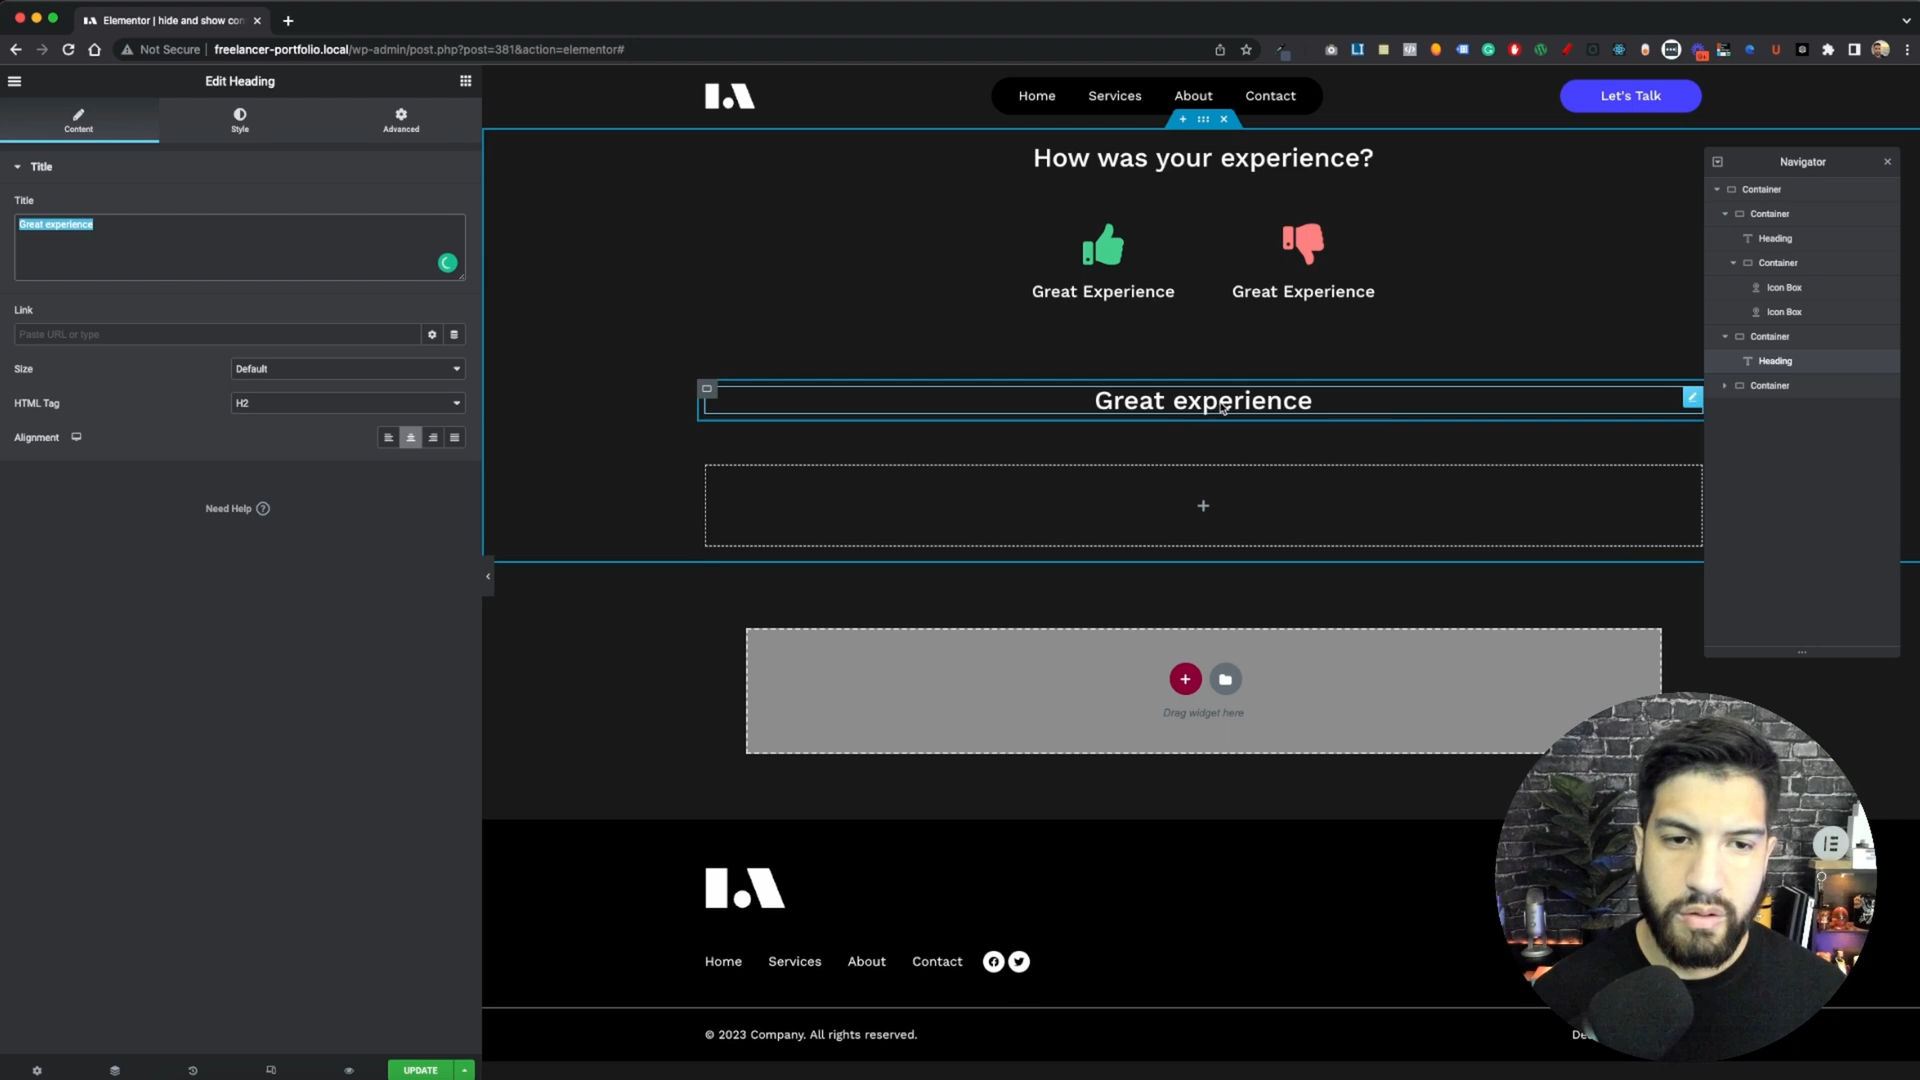 Elementor | hide and show con
Not Secure | freelancer-portfolio.local/wp-admin/post.php?post=381&action=elementor#
Edit Heading
Content
Style
Advanced
Title
Title
Great experience
Link
Paste URL or type
Size
Default
HTML Tag
H2
Alignment
Need Help ?
UPDATE
Home
Services
About
Contact
Let's Talk
How was your experience?
Great Experience
Great Experience
Great experience
Drag widget here
Home
Services
About
Contact
© 2023 Company. All rights reserved.
Navigator
Container
Container
Heading
Container
Icon Box
Icon Box
Container
Heading
Container